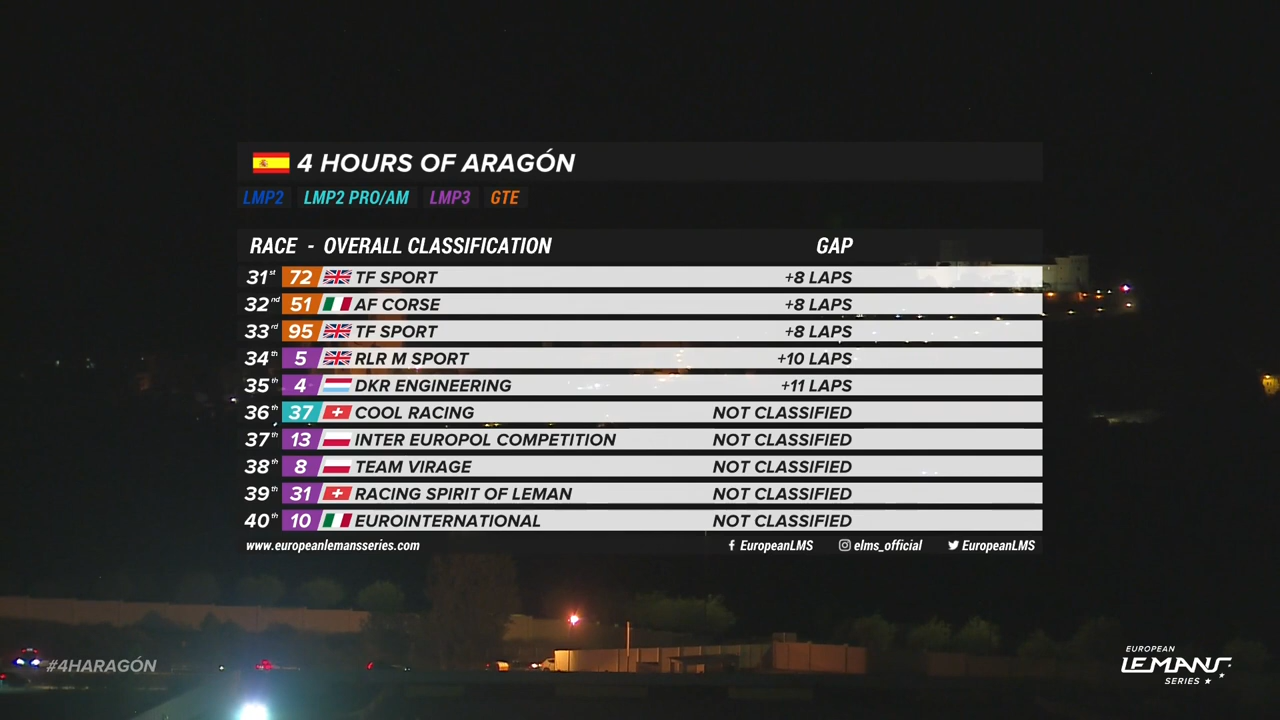 4 HOURS OF ARAGÓN
LMP2 LMP2 PRO/AM LMP3 GTE
RACE - OVERALL CLASSIFICATION GAP
31st 72 TF SPORT +8 LAPS
32nd 51 AF CORSE +8 LAPS
33rd 95 TF SPORT +8 LAPS
34th 5 RLR M SPORT +10 LAPS
35th 4 DKR ENGINEERING +11 LAPS
36th 37 COOL RACING NOT CLASSIFIED
37th 13 INTER EUROPOL COMPETITION NOT CLASSIFIED
38th 8 TEAM VIRAGE NOT CLASSIFIED
39th 31 RACING SPIRIT OF LEMAN NOT CLASSIFIED
40th 10 EUROINTERNATIONAL NOT CLASSIFIED
www.europeanlemansseries.com EuropeanLMS elms_official EuropeanLMS
#4HARAGÓN
EUROPEAN
LEMANS
SERIES